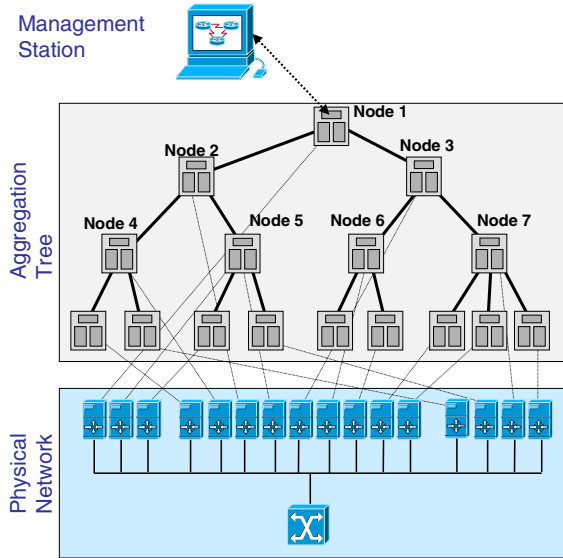 Management
Station
Node 1
Node 2
Node 3
Node 4
Node 5
Node 6
Node 7
Aggregation
Tree
Physical
Network